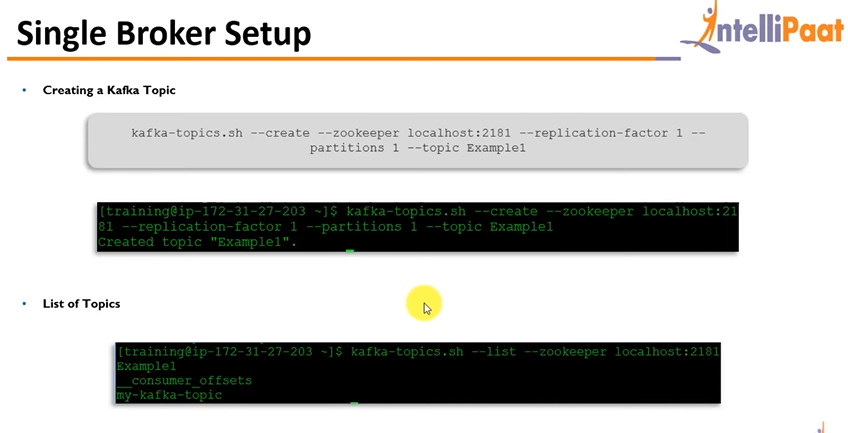 Single Broker Setup
IntelliPaat
• Creating a Kafka Topic
kafka-topics.sh --create --zookeeper localhost:2181 --replication-factor 1 --
partitions 1 --topic Example1
[training@ip-172-31-27-203 ~]$ kafka-topics.sh --create --zookeeper localhost:21
81 --replication-factor 1 --partitions 1 --topic Example1
Created topic "Example1".
• List of Topics
[training@ip-172-31-27-203 ~]$ kafka-topics.sh --list --zookeeper localhost:2181
Example1
__consumer_offsets
my-kafka-topic